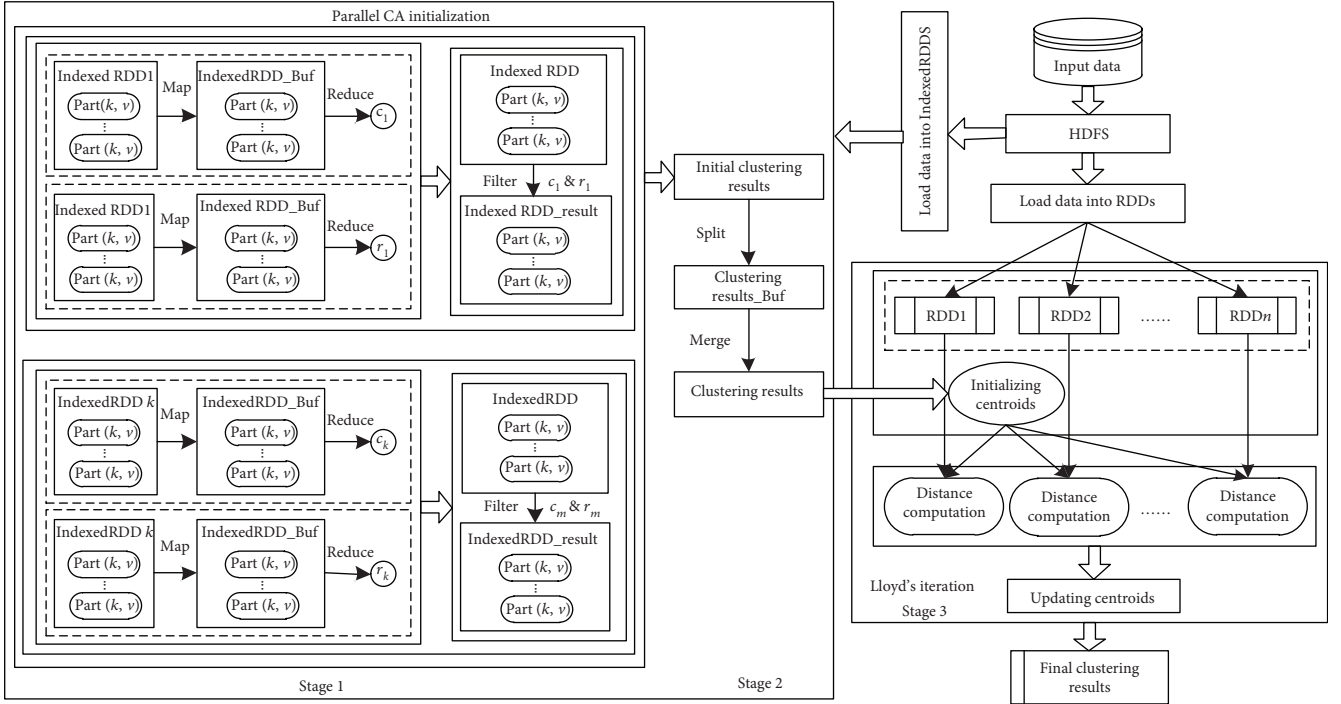 Parallel CA initialization
Indexed RDD1
Part(k, v)
⋮
Part (k, v)
Map
IndexedRDD_Buf
Part (k, v)
⋮
Part (k, v)
Reduce
c1
Indexed RDD1
Part (k, v)
⋮
Part (k, v)
Map
Indexed RDD_Buf
Part (k, v)
⋮
Part (k, v)
Reduce
r1
Indexed RDD
Part (k, v)
⋮
Part (k, v)
Filter
c1 & r1
Indexed RDD_result
Part (k, v)
⋮
Part (k, v)
IndexedRDD k
Part (k, v)
⋮
Part (k, v)
Map
IndexedRDD_Buf
Part (k, v)
⋮
Part (k, v)
Reduce
ck
IndexedRDD k
Part (k, v)
⋮
Part (k, v)
Map
IndexedRDD_Buf
Part (k, v)
⋮
Part (k, v)
Reduce
rk
IndexedRDD
Part (k, v)
⋮
Part (k, v)
Filter
cm & rm
IndexedRDD_result
Part (k, v)
⋮
Part (k, v)
Stage 1
Initial clustering
results
Split
Clustering
results_Buf
Merge
Clustering results
Stage 2
Load data into IndexedRDDS
Input data
HDFS
Load data into RDDs
RDD1
RDD2
......
RDDn
Initializing
centroids
Distance
computation
Distance
computation
......
Distance
computation
Lloyd's iteration
Stage 3
Updating centroids
Final clustering
results